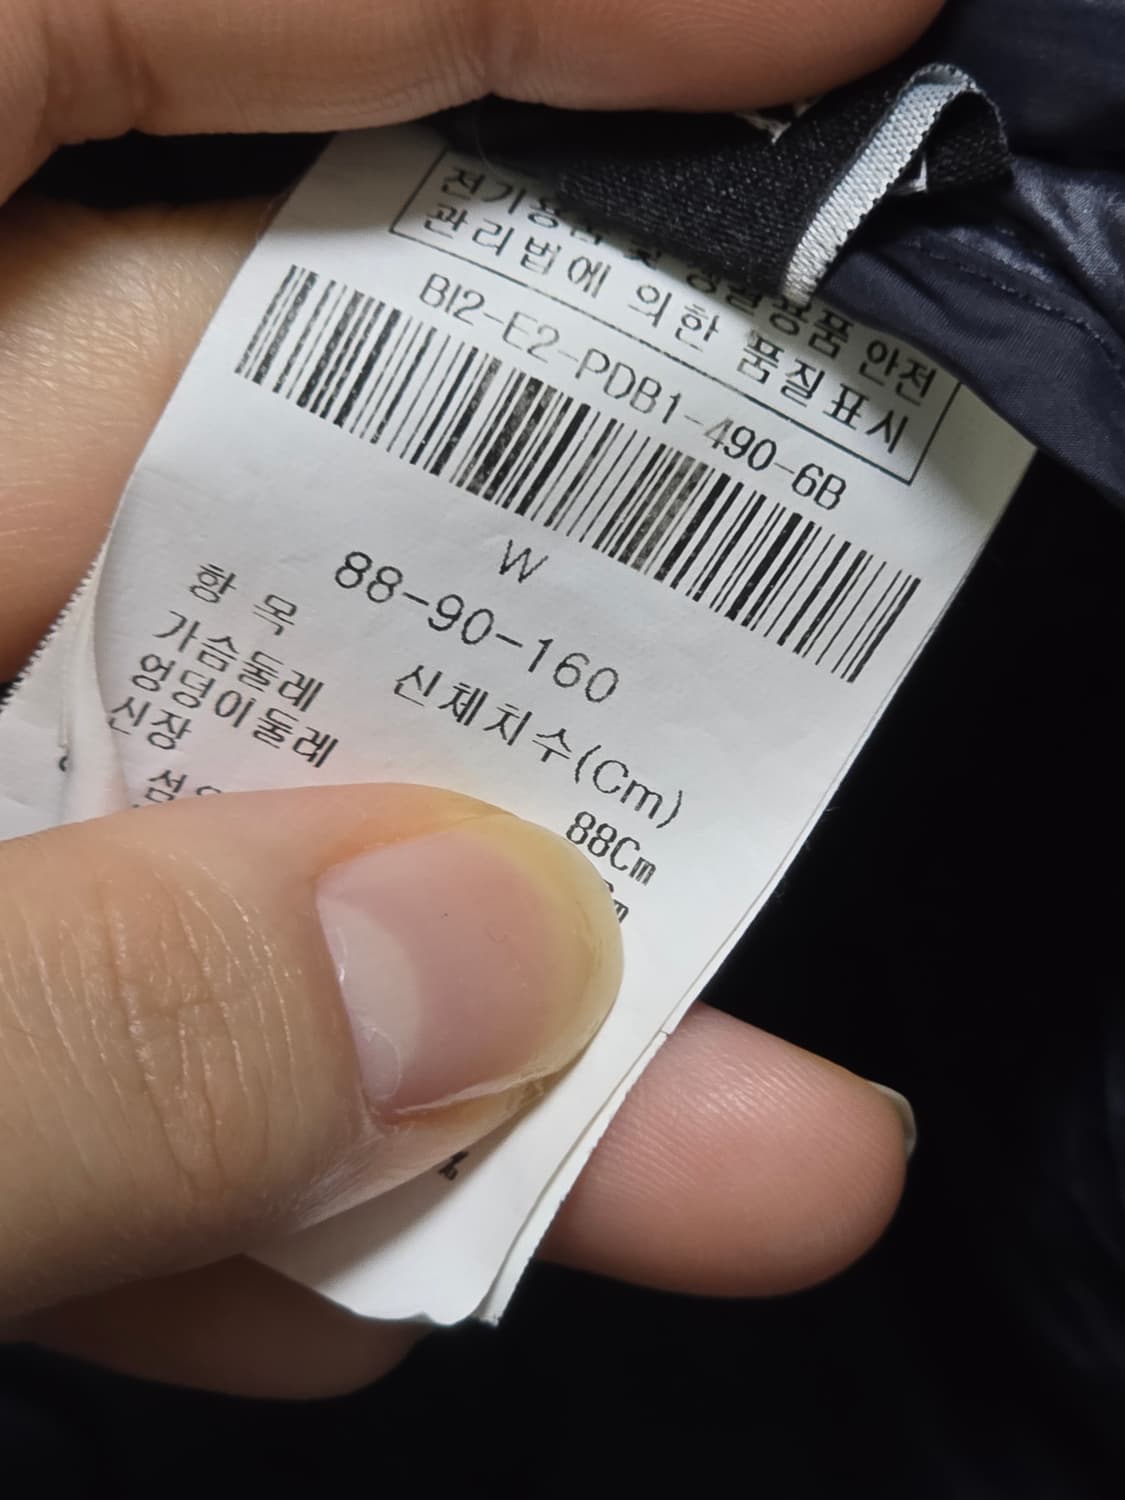 관리법에 의한 품질표시
BI2-E2-PDB1-490-6B
W
88-90-160
항 목 신체치수(Cm)
가슴둘레 88Cm
엉덩이둘레
신장